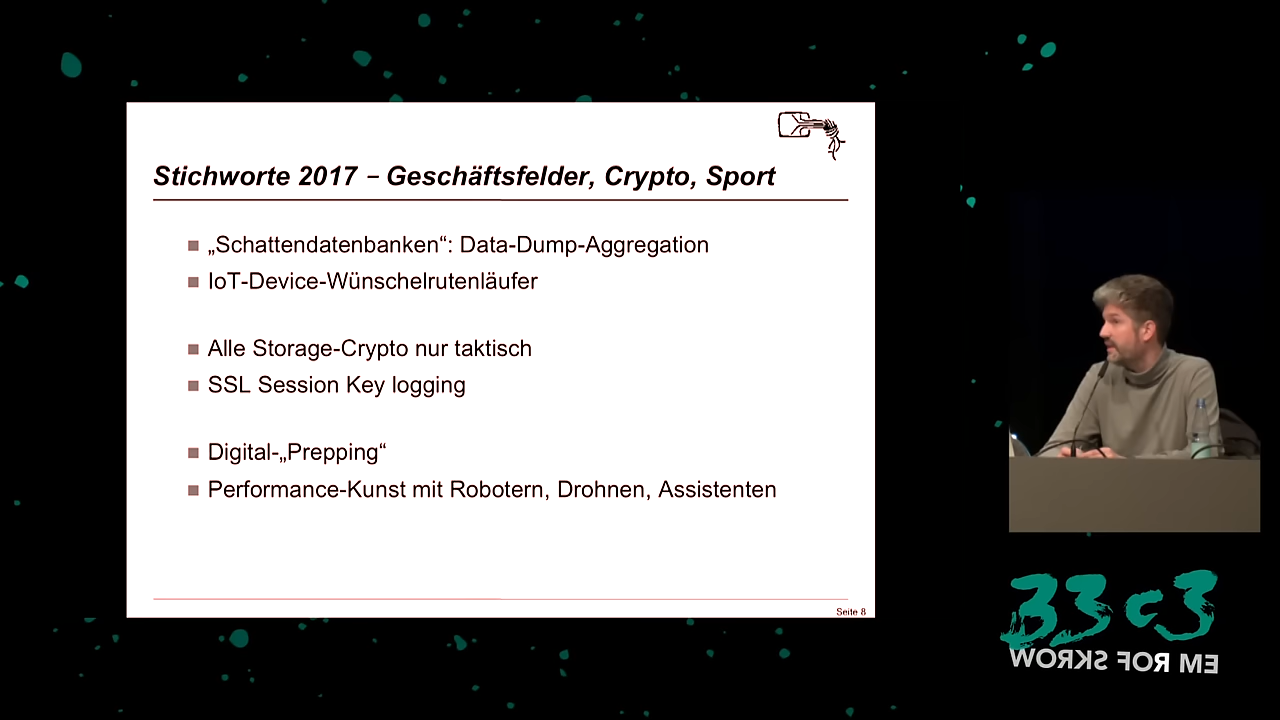 Stichworte 2017 – Geschäftsfelder, Crypto, Sport
„Schattendatenbanken“: Data-Dump-Aggregation
IoT-Device-Wünschelrutenläufer
Alle Storage-Crypto nur taktisch
SSL Session Key logging
Digital-„Prepping“
Performance-Kunst mit Robotern, Drohnen, Assistenten
Seite 8
33c3
WORKS FOR ME